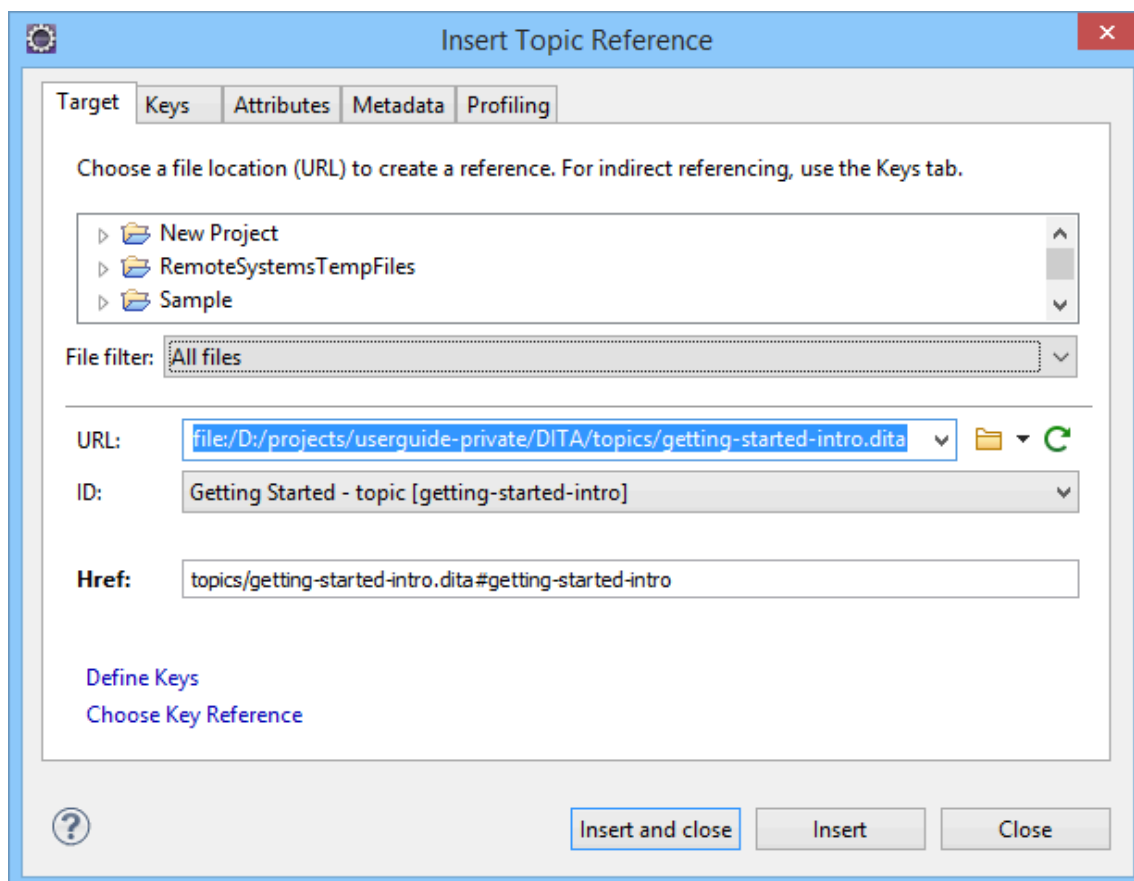 Insert Topic Reference
Target Keys Attributes Metadata Profiling
Choose a file location (URL) to create a reference. For indirect referencing, use the Keys tab.
New Project
RemoteSystemsTempFiles
Sample
File filter: All files
URL: file:/D:/projects/userguide-private/DITA/topics/getting-started-intro.dita
ID: Getting Started - topic [getting-started-intro]
Href: topics/getting-started-intro.dita#getting-started-intro
Define Keys
Choose Key Reference
Insert and close Insert Close